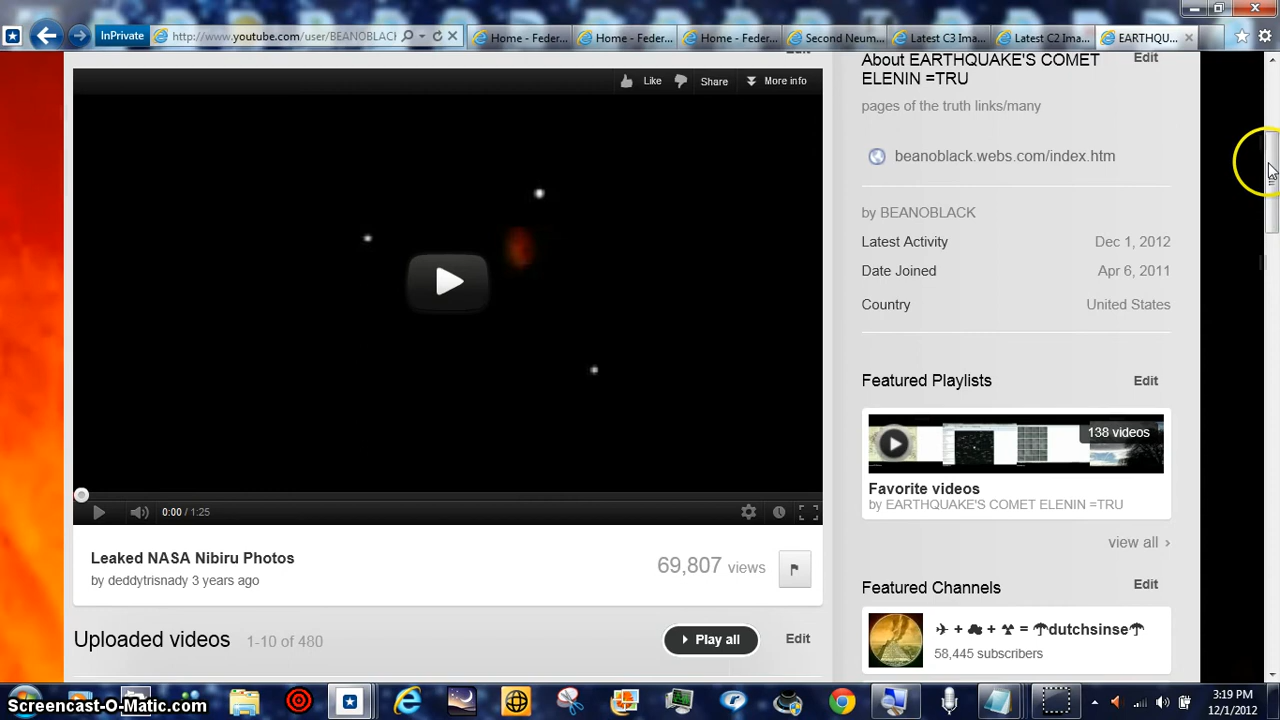 InPrivate
http://www.youtube.com/user/BEANOBLACK
Home - Feder...
Home - Feder...
Home - Feder...
Second Neum...
Latest C3 Ima...
Latest C2 Ima...
EARTHQU...
Edit
Like
Share
More info
About EARTHQUAKE'S COMET
ELENIN =TRU
Edit
pages of the truth links/many
beanoblack.webs.com/index.htm
by BEANOBLACK
Latest Activity Dec 1, 2012
Date Joined Apr 6, 2011
Country United States
Featured Playlists Edit
138 videos
Favorite videos
by EARTHQUAKE'S COMET ELENIN =TRU
view all ›
0:00 / 1:25
Leaked NASA Nibiru Photos
by deddytrisnady 3 years ago
69,807 views
Featured Channels Edit
✈ + ☁ + ☢ = ☂dutchsinse☂
58,445 subscribers
Uploaded videos 1-10 of 480
Play all
Edit
Screencast-O-Matic.com
3:19 PM
12/1/2012